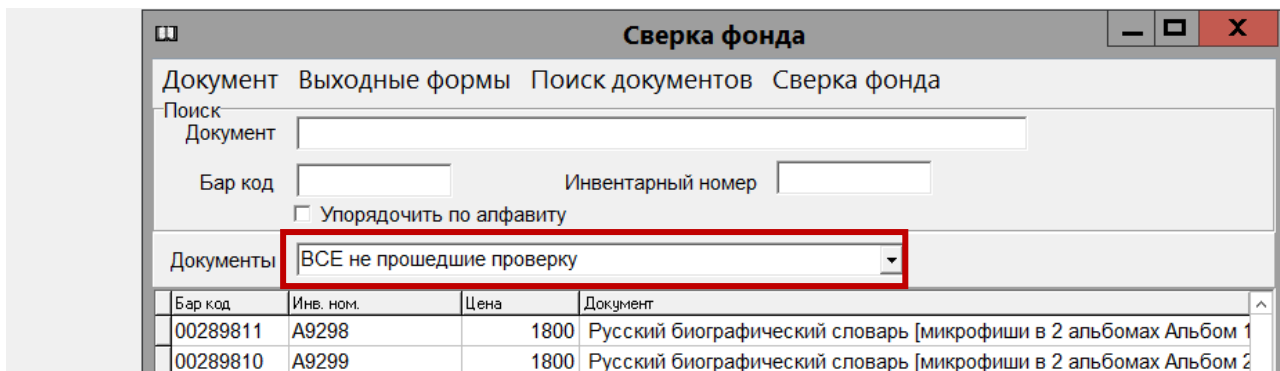 Сверка фонда
Документ Выходные формы Поиск документов Сверка фонда
Поиск
Документ
Бар код Инвентарный номер
Упорядочить по алфавиту
Документы ВСЕ не прошедшие проверку
Бар код Инв. ном. Цена Документ
00289811 А9298 1800 Русский биографический словарь [микрофиши в 2 альбомах Альбом 1
00289810 А9299 1800 Русский биографический словарь [микрофиши в 2 альбомах Альбом 2